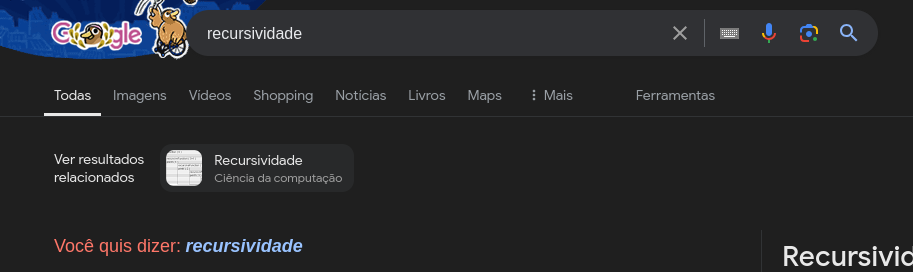 Google
recursividade
Todas Imagens Vídeos Shopping Notícias Livros Maps Mais Ferramentas
Ver resultados
relacionados
Recursividade
Ciência da computação
Você quis dizer: recursividade